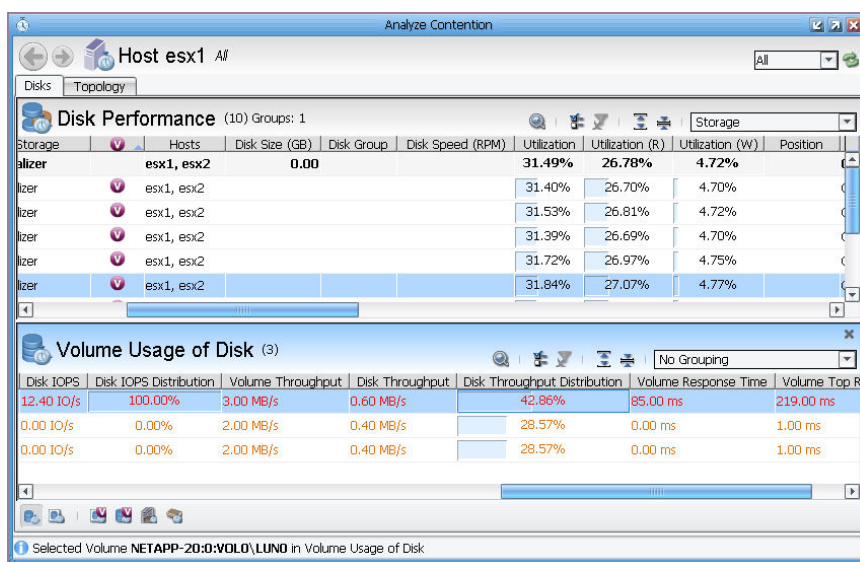 Analyze Contention
Host esx1 All
All
Disks Topology
Disk Performance (10) Groups: 1
Storage
Storage V Hosts Disk Size (GB) Disk Group Disk Speed (RPM) Utilization Utilization (R) Utilization (W) Position
alizer esx1, esx2 0.00 31.49% 26.78% 4.72%
lizer V esx1, esx2 31.40% 26.70% 4.70%
lizer V esx1, esx2 31.53% 26.81% 4.72%
lizer V esx1, esx2 31.39% 26.69% 4.70%
lizer V esx1, esx2 31.72% 26.97% 4.75%
lizer V esx1, esx2 31.84% 27.07% 4.77%
Volume Usage of Disk (3)
No Grouping
Disk IOPS Disk IOPS Distribution Volume Throughput Disk Throughput Disk Throughput Distribution Volume Response Time Volume Top R
12.40 IO/s 100.00% 3.00 MB/s 0.60 MB/s 42.86% 85.00 ms 219.00 ms
0.00 IO/s 0.00% 2.00 MB/s 0.40 MB/s 28.57% 0.00 ms 1.00 ms
0.00 IO/s 0.00% 2.00 MB/s 0.40 MB/s 28.57% 0.00 ms 1.00 ms
Selected Volume NETAPP-20:0:VOL0\LUN0 in Volume Usage of Disk